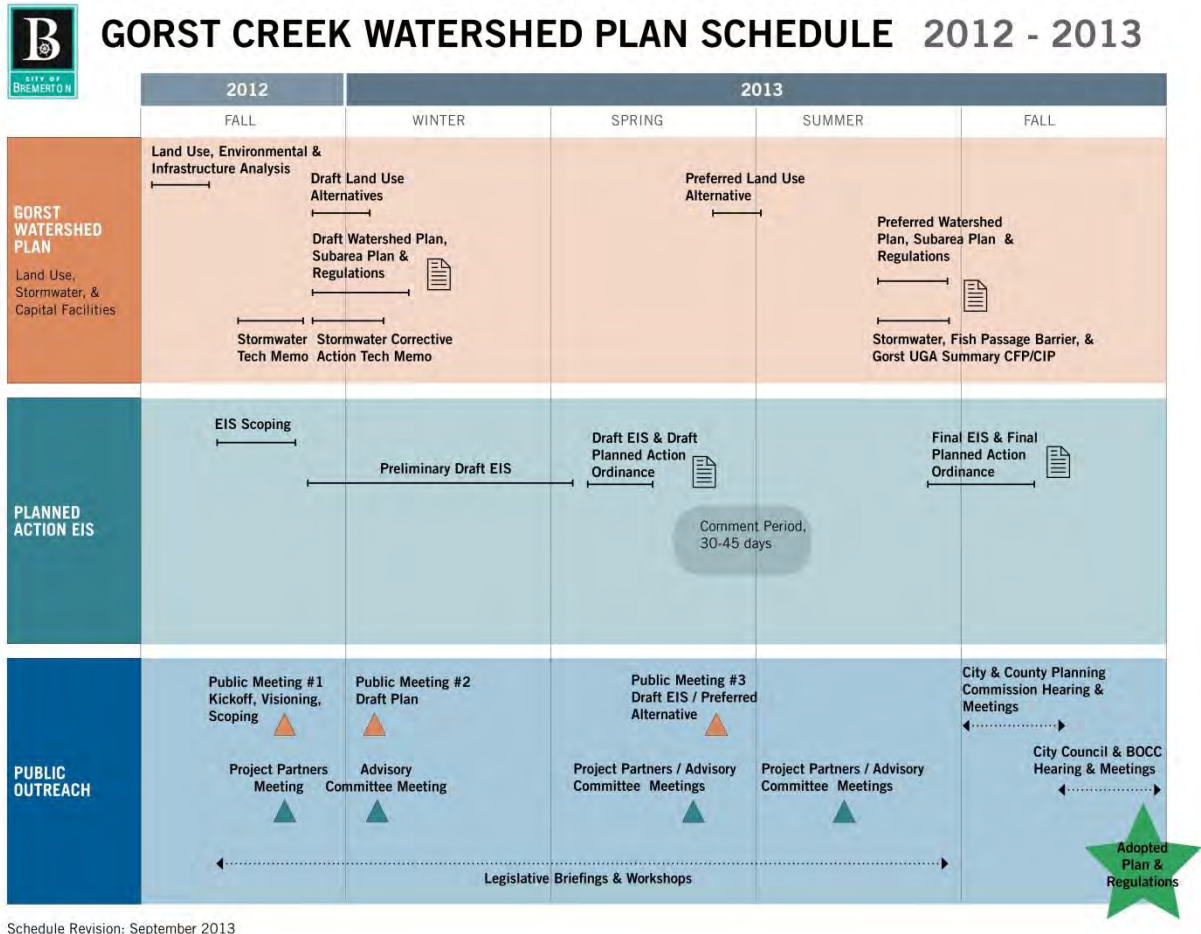 B
CITY OF
BREMERTON
GORST CREEK WATERSHED PLAN SCHEDULE 2012 - 2013
2012
2013
FALL
WINTER
SPRING
SUMMER
FALL
GORST
WATERSHED
PLAN
Land Use,
Stormwater, &
Capital Facilities
Land Use, Environmental &
Infrastructure Analysis
Draft Land Use
Alternatives
Draft Watershed Plan,
Subarea Plan &
Regulations
Stormwater
Tech Memo
Stormwater Corrective
Action Tech Memo
Preferred Land Use
Alternative
Preferred Watershed
Plan, Subarea Plan &
Regulations
Stormwater, Fish Passage Barrier, &
Gorst UGA Summary CFP/CIP
PLANNED
ACTION EIS
EIS Scoping
Preliminary Draft EIS
Draft EIS & Draft
Planned Action
Ordinance
Comment Period,
30-45 days
Final EIS & Final
Planned Action
Ordinance
PUBLIC
OUTREACH
Public Meeting #1
Kickoff, Visioning,
Scoping
Public Meeting #2
Draft Plan
Public Meeting #3
Draft EIS / Preferred
Alternative
City & County Planning
Commission Hearing &
Meetings
Project Partners
Meeting
Advisory
Committee Meeting
Project Partners / Advisory
Committee Meetings
Project Partners / Advisory
Committee Meetings
City Council & BOCC
Hearing & Meetings
Legislative Briefings & Workshops
Adopted
Plan &
Regulations
Schedule Revision: September 2013